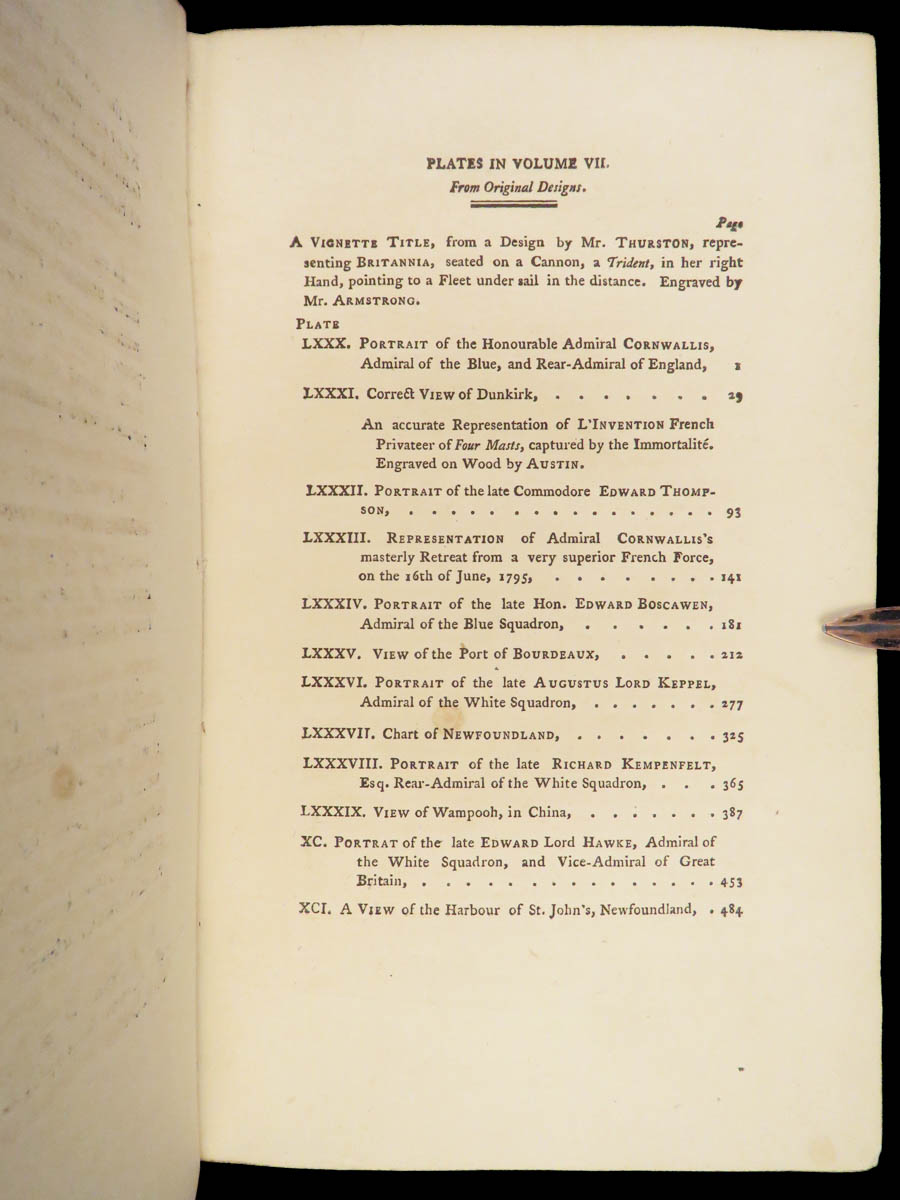 PLATES IN VOLUME VII.
From Original Designs.
Page
A VIGNETTE TITLE, from a Design by Mr. THURSTON, repre-
senting BRITANNIA, seated on a Cannon, a Trident, in her right
Hand, pointing to a Fleet under sail in the distance. Engraved by
Mr. ARMSTRONG.
PLATE
LXXX. PORTRAIT of the Honourable Admiral CORNWALLIS,
Admiral of the Blue, and Rear-Admiral of England, 1
LXXXI. Correct VIEW of Dunkirk, . . . . . . . 29
An accurate Representation of L'INVENTION French
Privateer of Four Masts, captured by the Immortalité.
Engraved on Wood by AUSTIN.
LXXXII. PORTRAIT of the late Commodore EDWARD THOMP-
SON, . . . . . . . . . . . . . . . . 93
LXXXIII. REPRESENTATION of Admiral CORNWALLIS's
masterly Retreat from a very superior French Force,
on the 16th of June, 1795, . . . . . . . . 141
LXXXIV. PORTRAIT of the late Hon. EDWARD BOSCAWEN,
Admiral of the Blue Squadron, . . . . . . 181
LXXXV. VIEW of the Port of BOURDEAUX, . . . . . 212
LXXXVI. PORTRAIT of the late AUGUSTUS LORD KEPPEL,
Admiral of the White Squadron, . . . . . . . 277
LXXXVII. Chart of NEWFOUNDLAND, . . . . . . . 325
LXXXVIII. PORTRAIT of the late RICHARD KEMPENFELT,
Esq. Rear-Admiral of the White Squadron, . . . 365
LXXXIX. VIEW of Wampooh, in China, . . . . . . . 387
XC. PORTRAT of the late EDWARD Lord HAWKE, Admiral of
the White Squadron, and Vice-Admiral of Great
Britain, . . . . . . . . . . . . . . . 453
XCI. A VIEW of the Harbour of St. John's, Newfoundland, . 484